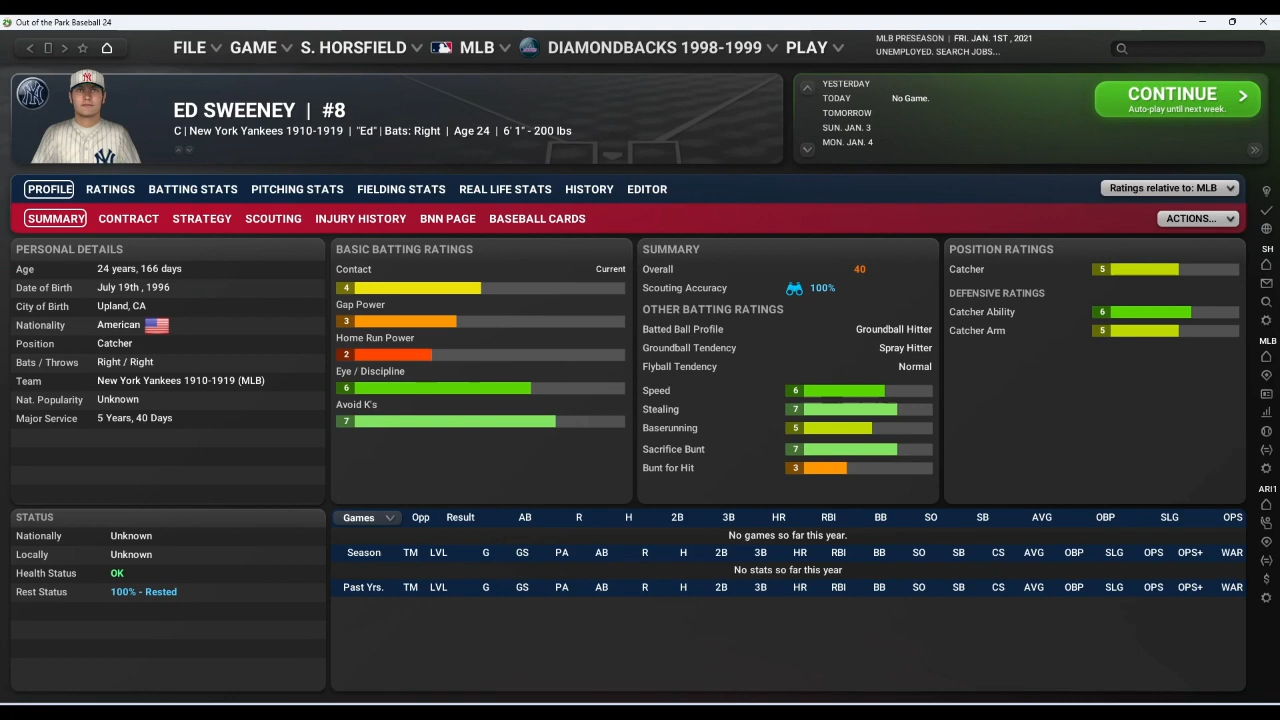 Out of the Park Baseball 24
FILE GAME S. HORSFIELD MLB DIAMONDBACKS 1998-1999 PLAY
MLB PRESEASON | FRI. JAN. 1ST , 2021
UNEMPLOYED. SEARCH JOBS...
ED SWEENEY | #8
C | New York Yankees 1910-1919 | "Ed" | Bats: Right | Age 24 | 6' 1" - 200 lbs
YESTERDAY
TODAY No Game.
TOMORROW
SUN. JAN. 3
MON. JAN. 4
CONTINUE
Auto-play until next week.
PROFILE RATINGS BATTING STATS PITCHING STATS FIELDING STATS REAL LIFE STATS HISTORY EDITOR
Ratings relative to: MLB
SUMMARY CONTRACT STRATEGY SCOUTING INJURY HISTORY BNN PAGE BASEBALL CARDS
ACTIONS...
PERSONAL DETAILS
Age 24 years, 166 days
Date of Birth July 19th , 1996
City of Birth Upland, CA
Nationality American
Position Catcher
Bats / Throws Right / Right
Team New York Yankees 1910-1919 (MLB)
Nat. Popularity Unknown
Major Service 5 Years, 40 Days
BASIC BATTING RATINGS
Contact Current
4
Gap Power
3
Home Run Power
2
Eye / Discipline
6
Avoid K's
7
SUMMARY
Overall 40
Scouting Accuracy 100%
OTHER BATTING RATINGS
Batted Ball Profile Groundball Hitter
Groundball Tendency Spray Hitter
Flyball Tendency Normal
Speed 6
Stealing 7
Baserunning 5
Sacrifice Bunt 7
Bunt for Hit 3
POSITION RATINGS
Catcher 5
DEFENSIVE RATINGS
Catcher Ability 6
Catcher Arm 5
SH
MLB
ARI1
STATUS
Nationally Unknown
Locally Unknown
Health Status OK
Rest Status 100% - Rested
Games Opp Result AB R H 2B 3B HR RBI BB SO SB AVG OBP SLG OPS
No games so far this year.
Season TM LVL G GS PA AB R H 2B 3B HR RBI BB SO SB CS AVG OBP SLG OPS OPS+ WAR
No stats so far this year
Past Yrs. TM LVL G GS PA AB R H 2B 3B HR RBI BB SO SB CS AVG OBP SLG OPS OPS+ WAR